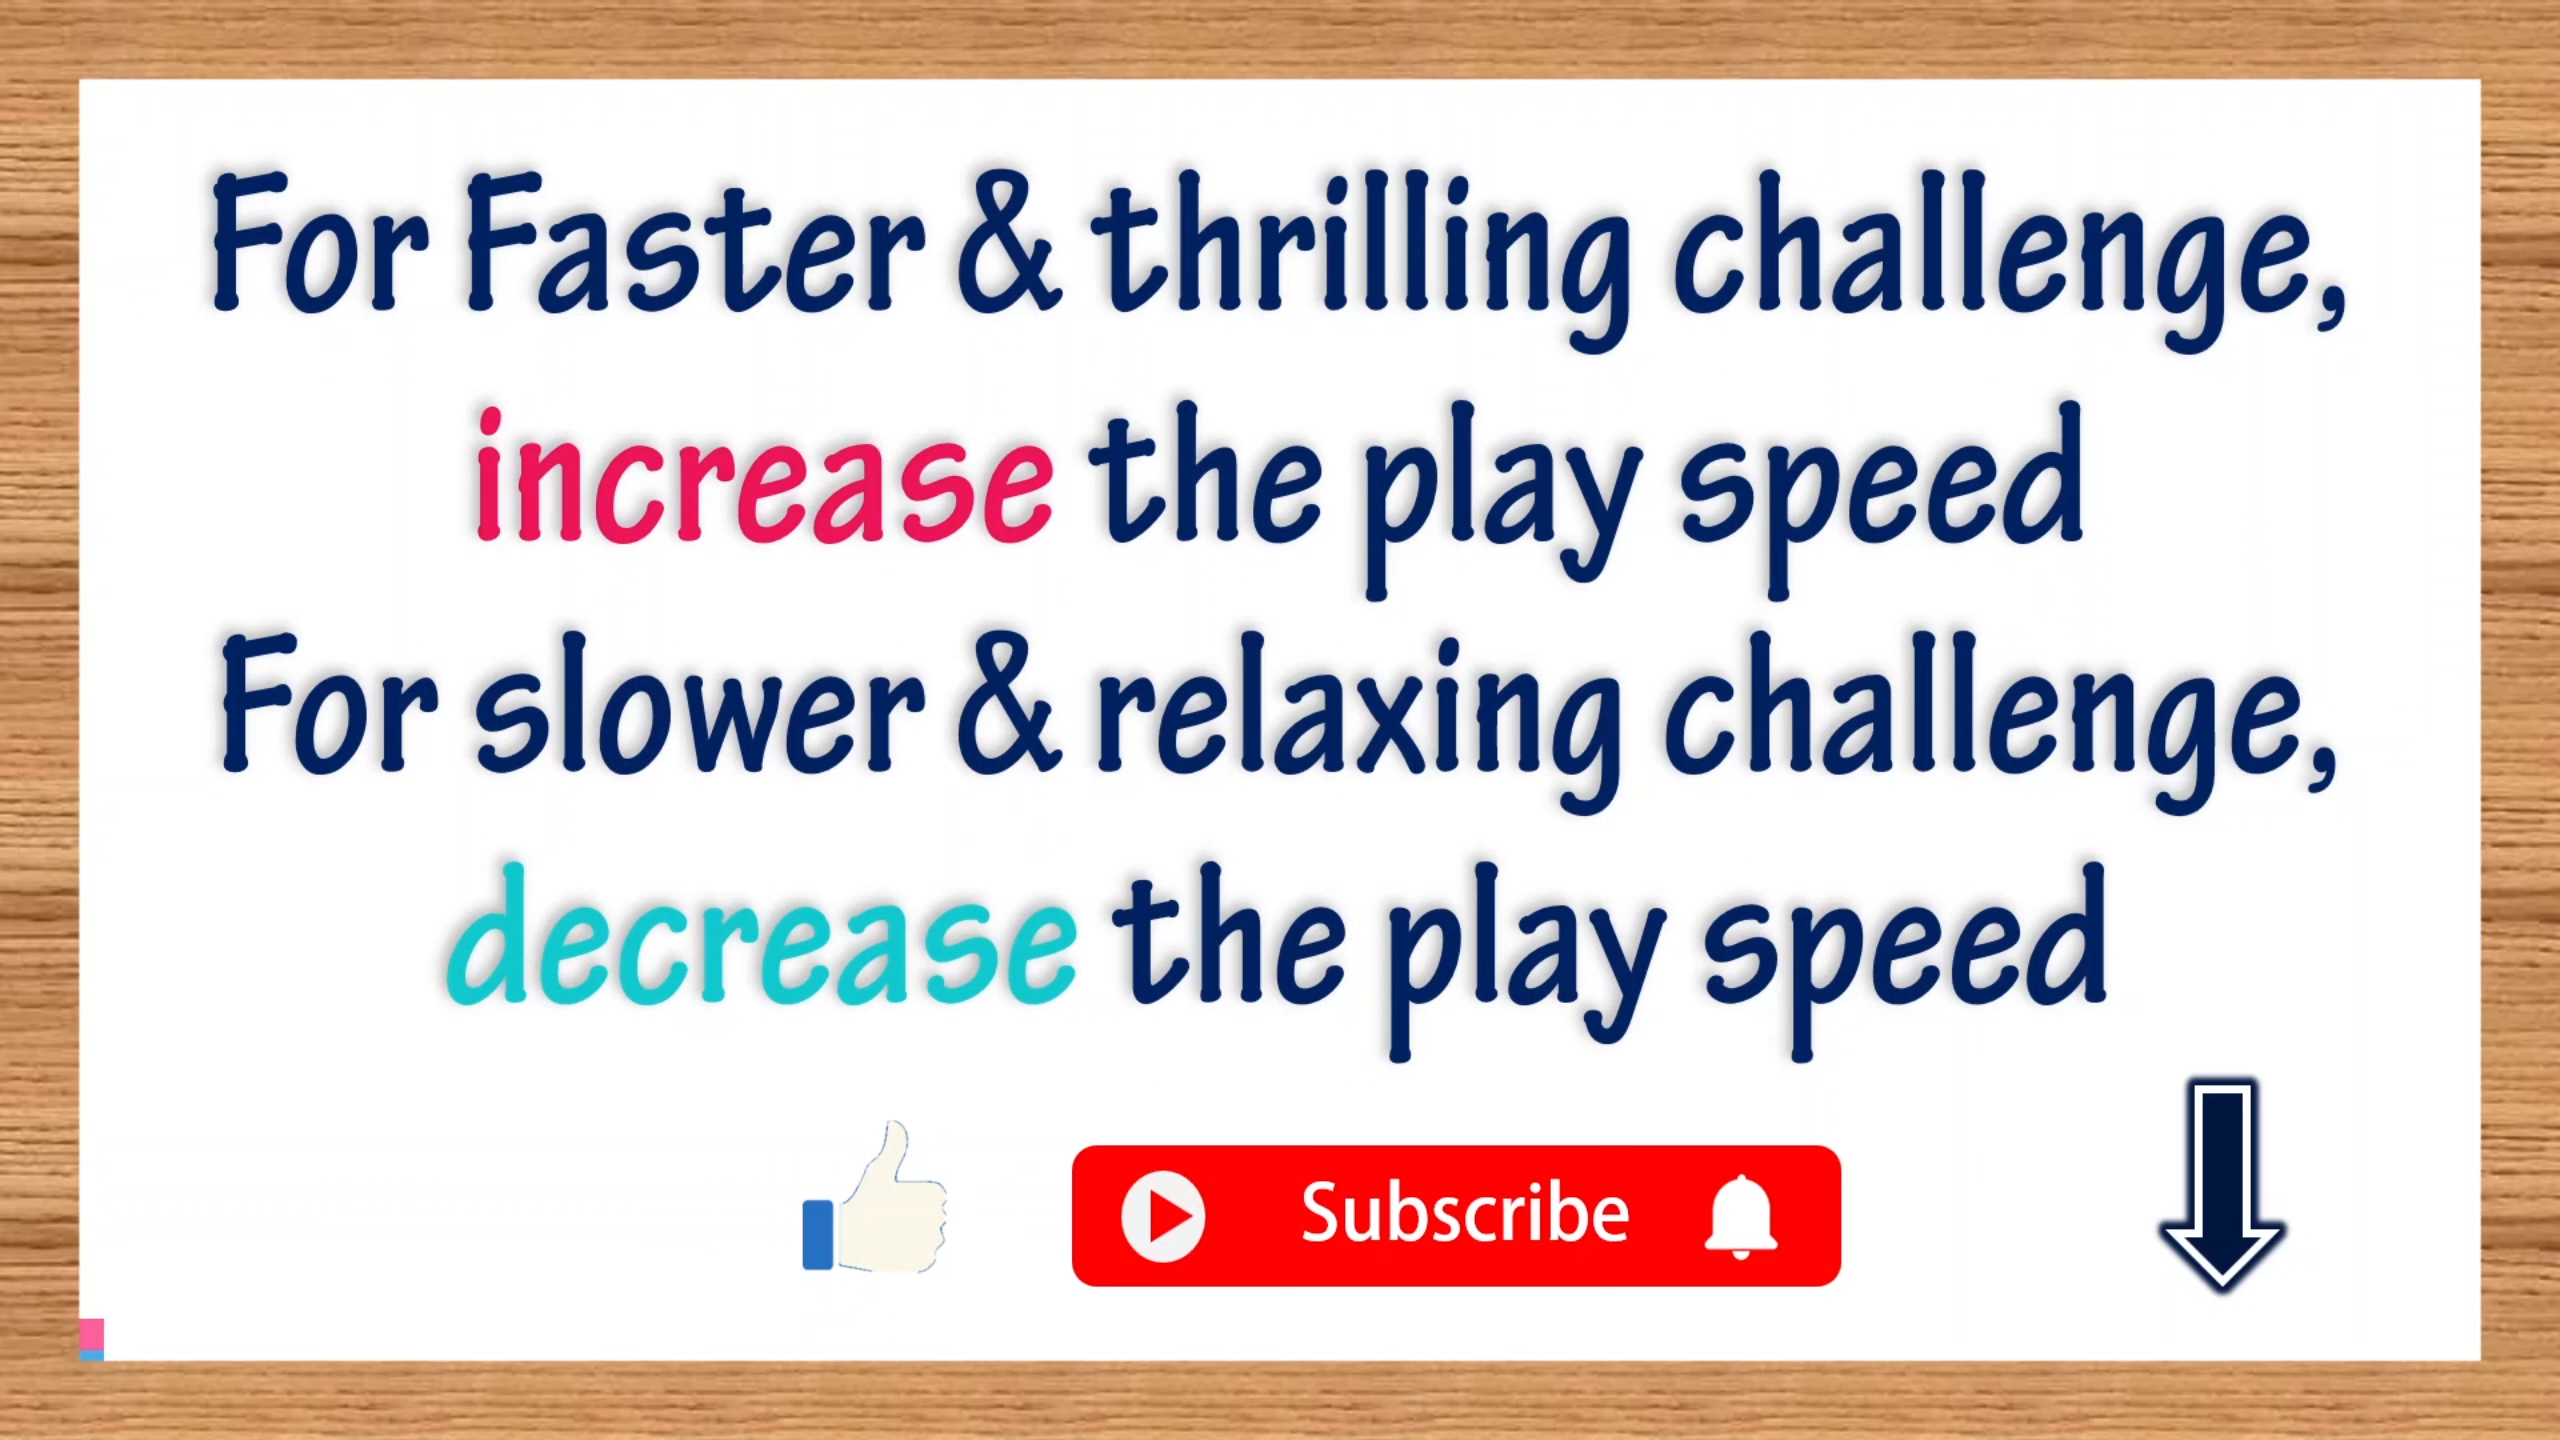 For Faster & thrilling challenge,
increase the play speed
For slower & relaxing challenge,
decrease the play speed
Subscribe